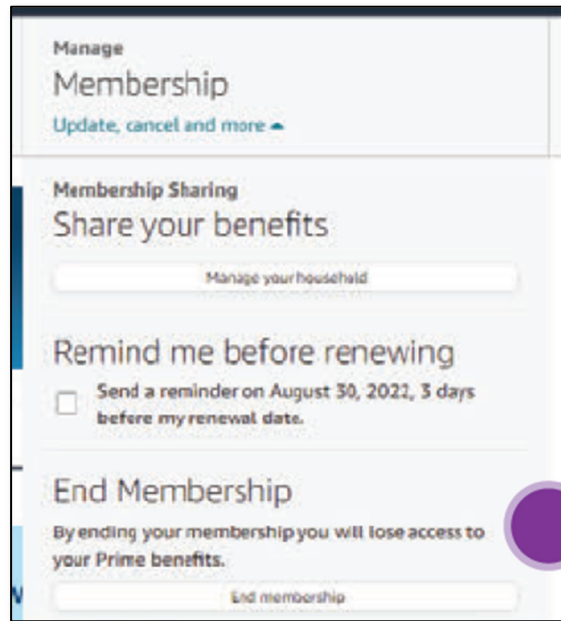 Manage
Membership
Update, cancel and more
Membership Sharing
Share your benefits
Manage your household
Remind me before renewing
Send a reminder on August 30, 2022, 3 days
before my renewal date.
End Membership
By ending your membership you will lose access to
your Prime benefits.
End membership